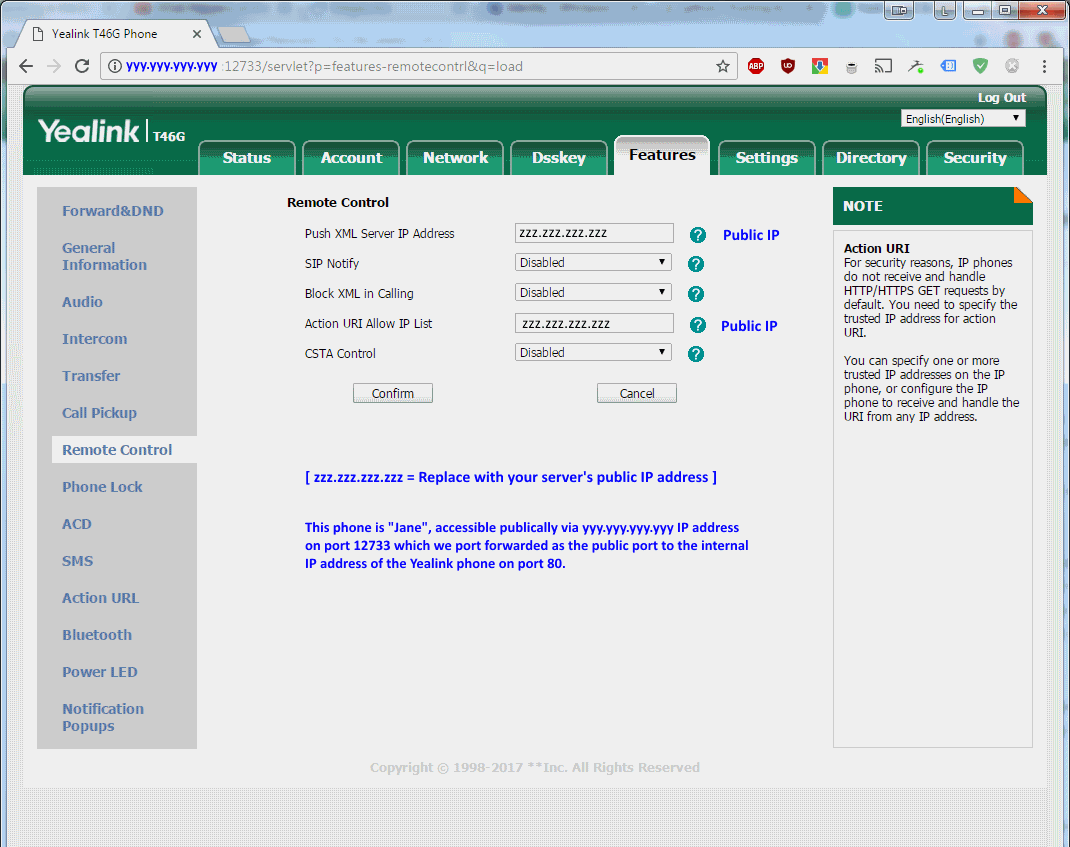 Yealink T46G Phone
yyy.yyy.yyy.yyy :12733/servlet?p=features-remotecontrl&q=load
ABP
Log Out
English(English)
Yealink | T46G
Status
Account
Network
Dsskey
Features
Settings
Directory
Security
Forward&DND
General
Information
Audio
Intercom
Transfer
Call Pickup
Remote Control
Phone Lock
ACD
SMS
Action URL
Bluetooth
Power LED
Notification
Popups
Remote Control
Push XML Server IP Address zzz.zzz.zzz.zzz ? Public IP
SIP Notify Disabled ?
Block XML in Calling Disabled ?
Action URI Allow IP List zzz.zzz.zzz.zzz ? Public IP
CSTA Control Disabled ?
Confirm Cancel
[ zzz.zzz.zzz.zzz = Replace with your server's public IP address ]
This phone is "Jane", accessible publically via yyy.yyy.yyy.yyy IP address
on port 12733 which we port forwarded as the public port to the internal
IP address of the Yealink phone on port 80.
NOTE
Action URI
For security reasons, IP phones
do not receive and handle
HTTP/HTTPS GET requests by
default. You need to specify the
trusted IP address for action
URI.
You can specify one or more
trusted IP addresses on the IP
phone, or configure the IP
phone to receive and handle the
URI from any IP address.
Copyright © 1998-2017 **Inc. All Rights Reserved